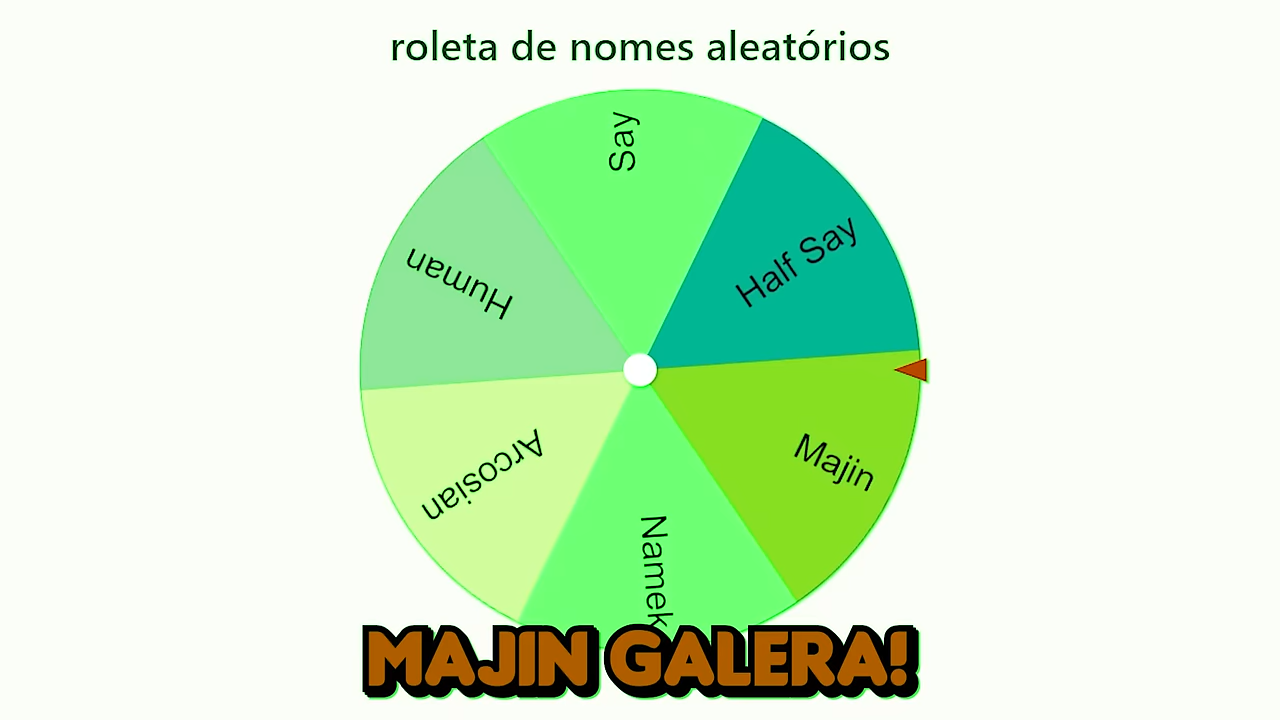 roleta de nomes aleatórios
Say
Half Say
Human
Majin
Arcosian
Namek
MAJIN GALERA!